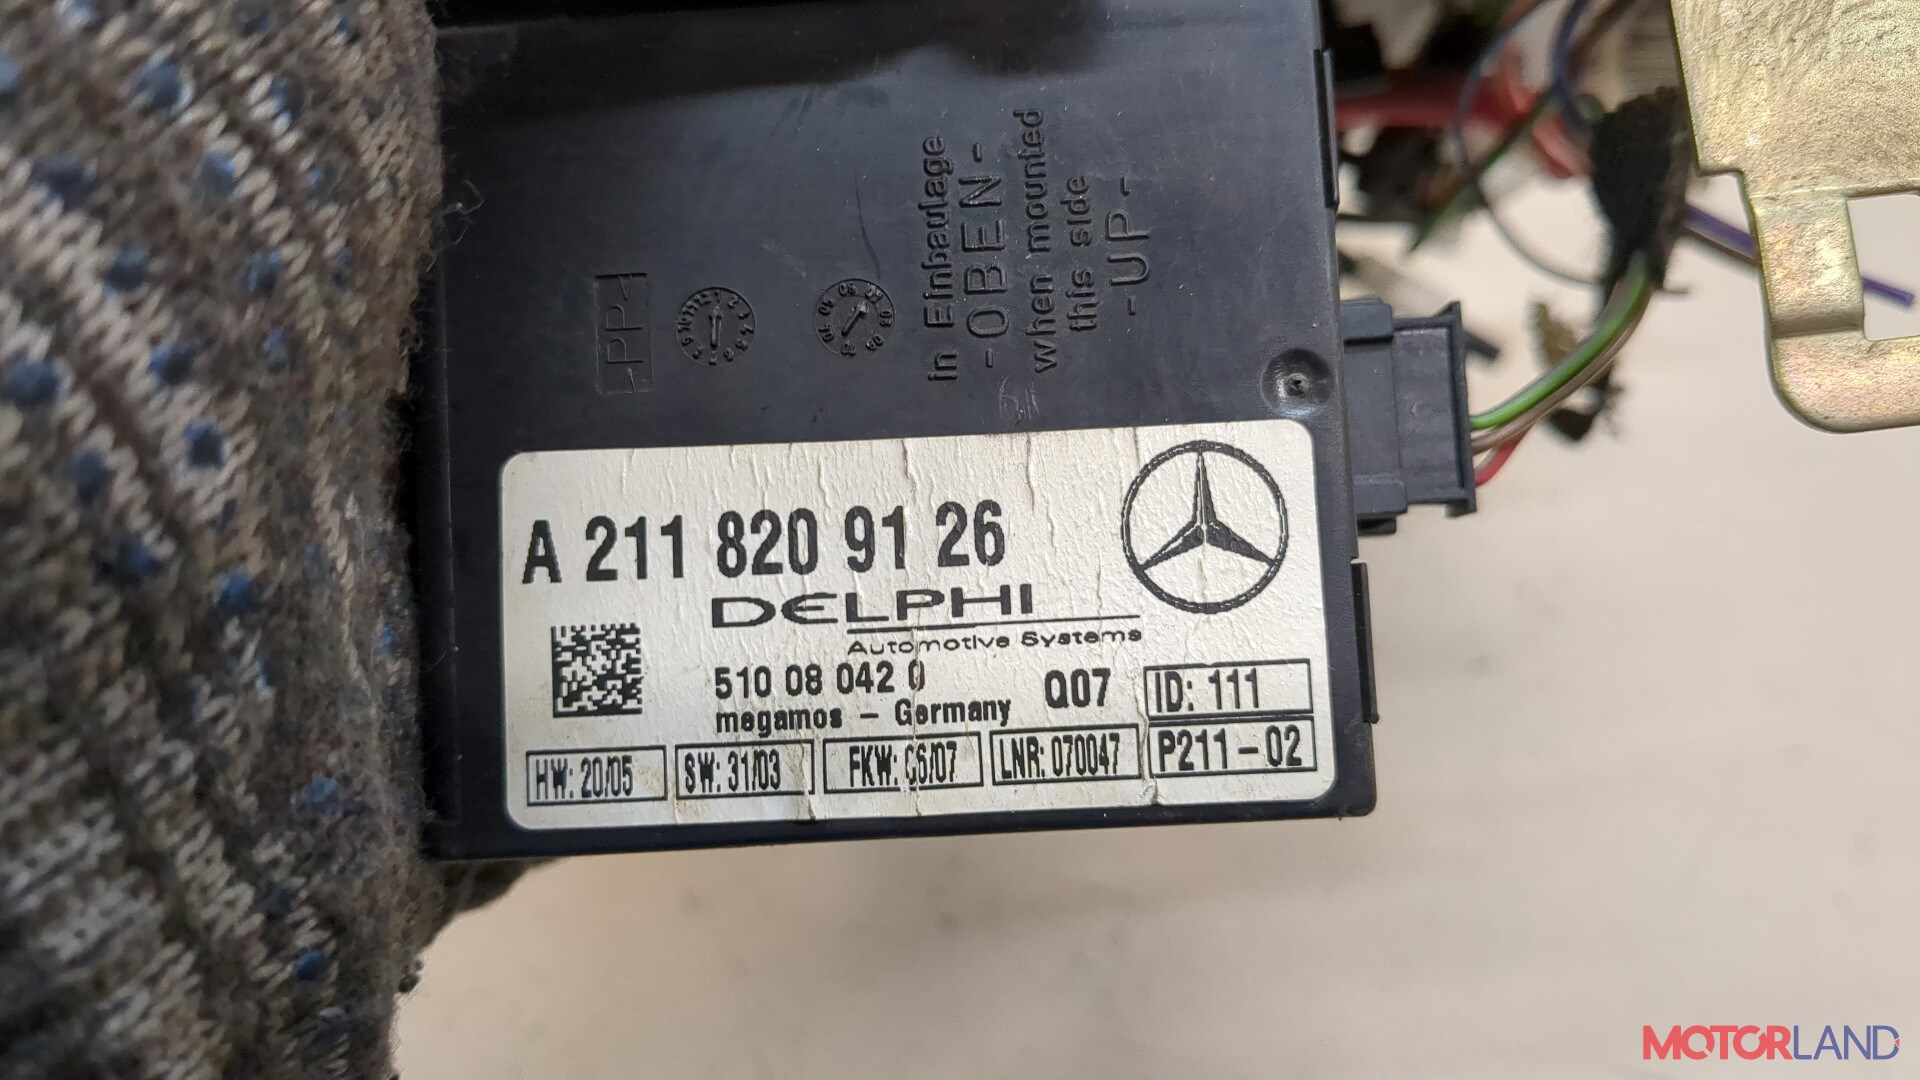 in Einbaulage
- OBEN -
when mounted
this side
- UP -
>PP<
A 211 820 91 26
DELPHI
Automotive Systems
510 08 042 0
megamos - Germany
Q07
ID: 111
HW: 20/05
SW: 31/03
FKW: 06/07
LNR: 070047
P211-02
MOTORLAND